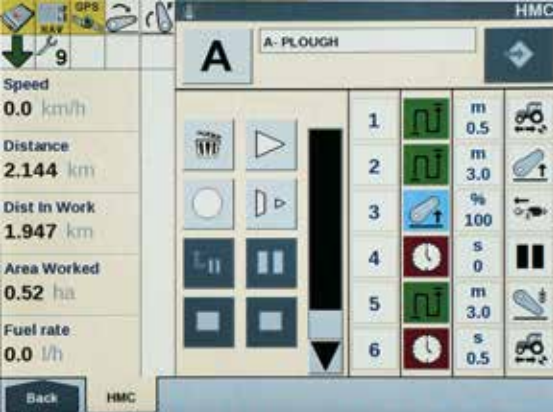 GPS
NAV
9
HMC
A
A- PLOUGH
Speed
0.0 km/h
Distance
2.144 km
Dist In Work
1.947 km
Area Worked
0.52 ha
Fuel rate
0.0 l/h
1 m 0.5
2 m 3.0
3 % 100
4 s 0
5 m 3.0
6 s 0.5
Back
HMC